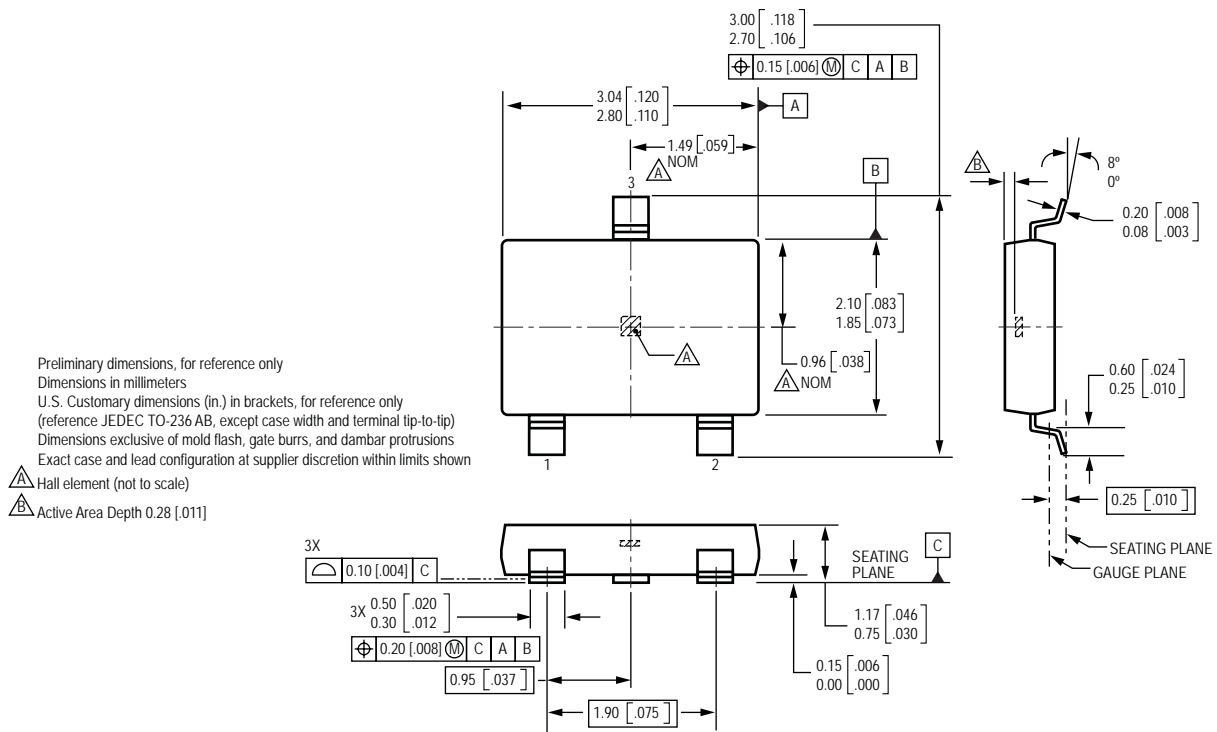 3.00 [ .118 ]
2.70 [ .106 ]
⌖ 0.15 [.006] Ⓜ C A B
3.04 [ .120 ]
2.80 [ .110 ]
A
1.49 [ .059 ]
NOM
A
3
B
B
8º
0º
0.20 [ .008 ]
0.08 [ .003 ]
2.10 [ .083 ]
1.85 [ .073 ]
A
0.96 [ .038 ]
A NOM
0.60 [ .024 ]
0.25 [ .010 ]
1
2
0.25 [ .010 ]
SEATING PLANE
GAUGE PLANE
Preliminary dimensions, for reference only
Dimensions in millimeters
U.S. Customary dimensions (in.) in brackets, for reference only
(reference JEDEC TO-236 AB, except case width and terminal tip-to-tip)
Dimensions exclusive of mold flash, gate burrs, and dambar protrusions
Exact case and lead configuration at supplier discretion within limits shown
A Hall element (not to scale)
B Active Area Depth 0.28 [.011]
3X
⌓ 0.10 [.004] C
SEATING
PLANE
C
3X 0.50 [ .020 ]
0.30 [ .012 ]
⌖ 0.20 [.008] Ⓜ C A B
1.17 [ .046 ]
0.75 [ .030 ]
0.15 [ .006 ]
0.00 [ .000 ]
0.95 [ .037 ]
1.90 [ .075 ]